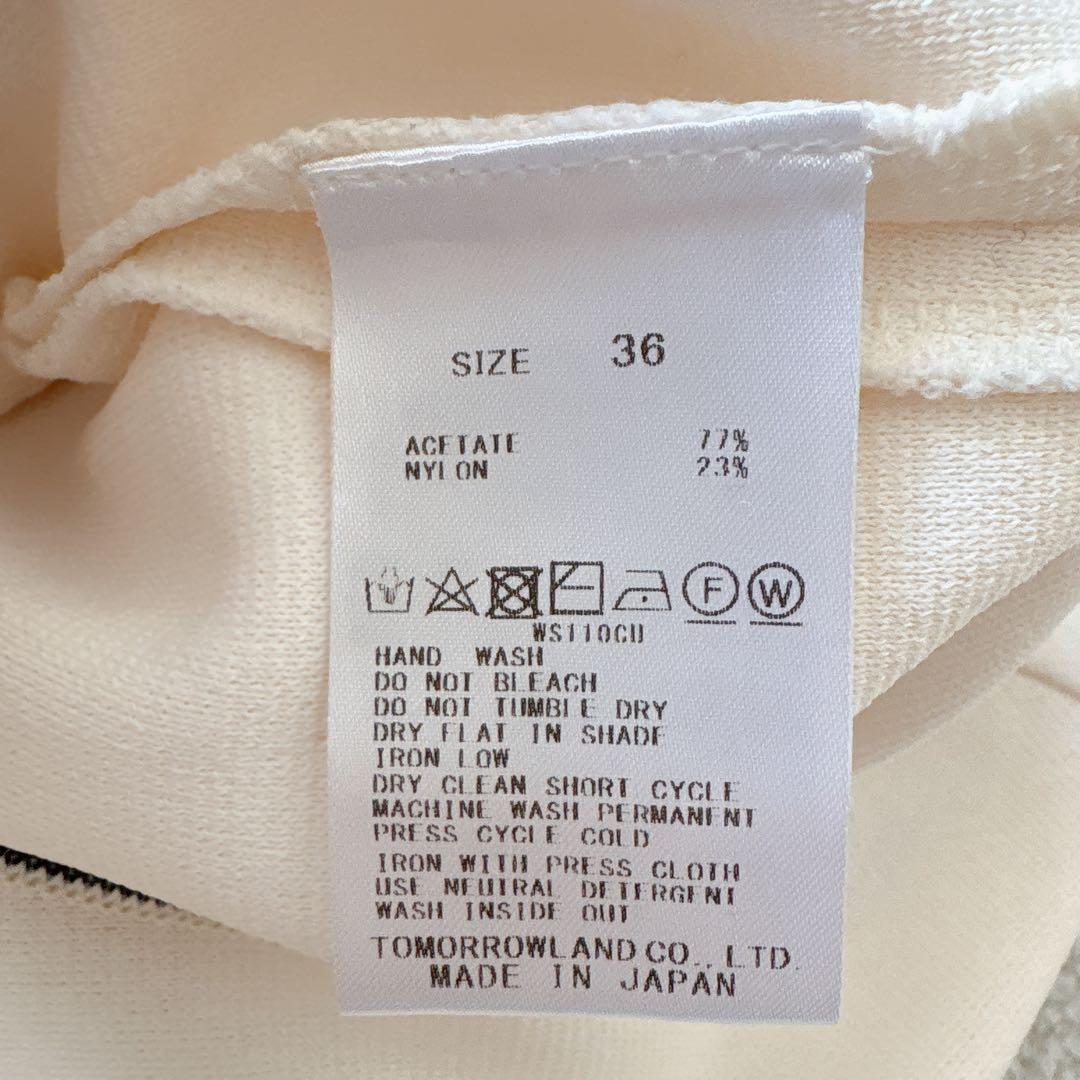 SIZE 36
ACETATE 77%
NYLON 23%
F W
WS110CU
HAND WASH
DO NOT BLEACH
DO NOT TUMBLE DRY
DRY FLAT IN SHADE
IRON LOW
DRY CLEAN SHORT CYCLE
MACHINE WASH PERMANENT
PRESS CYCLE COLD
IRON WITH PRESS CLOTH
USE NEUTRAL DETERGENT
WASH INSIDE OUT
TOMORROWLAND CO., LTD.
MADE IN JAPAN